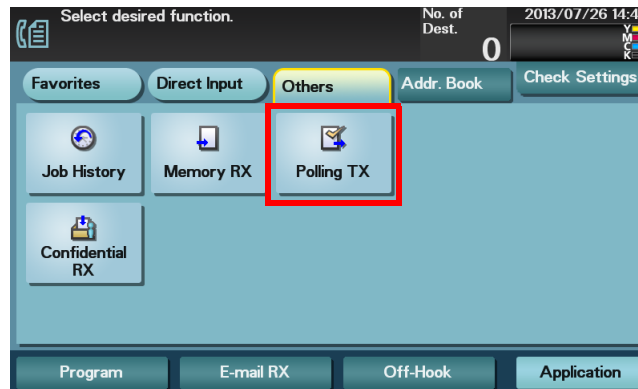 Select desired function.
No. of
Dest.
0
2013/07/26 14:4
Y
M
C
K
Favorites
Direct Input
Others
Addr. Book
Check Settings
Job History
Memory RX
Polling TX
Confidential
RX
Program
E-mail RX
Off-Hook
Application